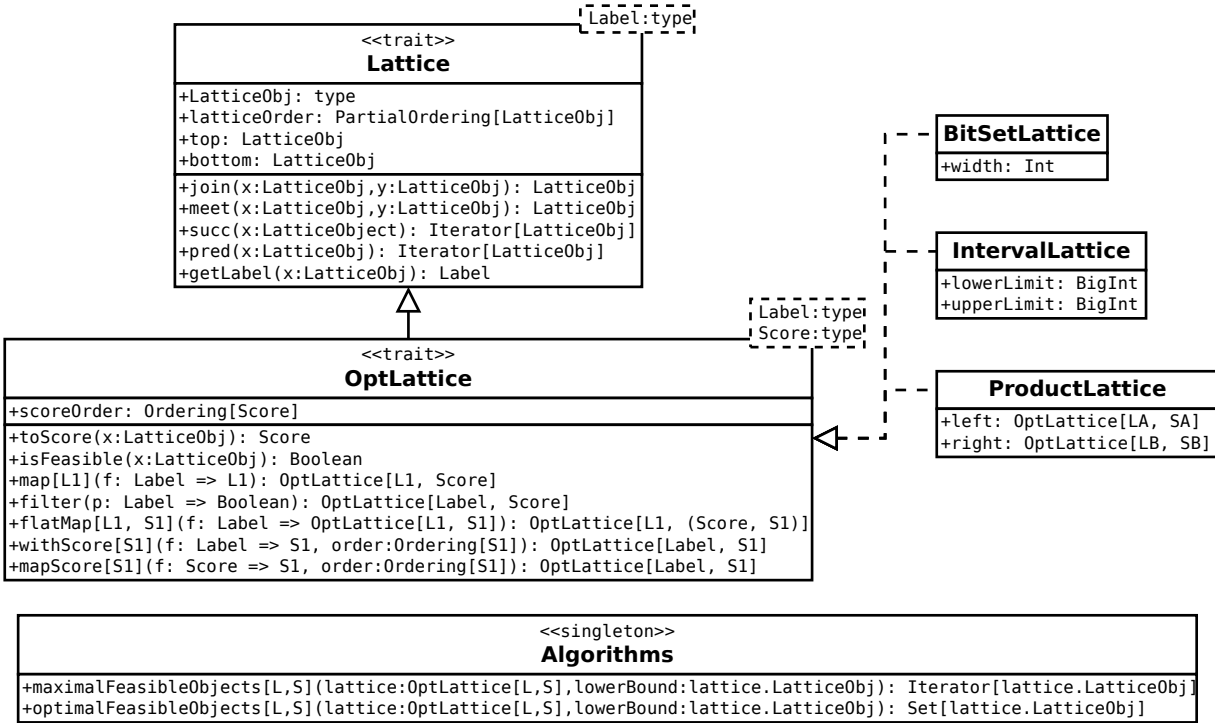 Label:type
<<trait>>
Lattice
+LatticeObj: type
+latticeOrder: PartialOrdering[LatticeObj]
+top: LatticeObj
+bottom: LatticeObj
+join(x:LatticeObj,y:LatticeObj): LatticeObj
+meet(x:LatticeObj,y:LatticeObj): LatticeObj
+succ(x:LatticeObject): Iterator[LatticeObj]
+pred(x:LatticeObj): Iterator[LatticeObj]
+getLabel(x:LatticeObj): Label
BitSetLattice
+width: Int
IntervalLattice
+lowerLimit: BigInt
+upperLimit: BigInt
ProductLattice
+left: OptLattice[LA, SA]
+right: OptLattice[LB, SB]
Label:type
Score:type
<<trait>>
OptLattice
+scoreOrder: Ordering[Score]
+toScore(x:LatticeObj): Score
+isFeasible(x:LatticeObj): Boolean
+map[L1](f: Label => L1): OptLattice[L1, Score]
+filter(p: Label => Boolean): OptLattice[Label, Score]
+flatMap[L1, S1](f: Label => OptLattice[L1, S1]): OptLattice[L1, (Score, S1)]
+withScore[S1](f: Label => S1, order:Ordering[S1]): OptLattice[Label, S1]
+mapScore[S1](f: Score => S1, order:Ordering[S1]): OptLattice[Label, S1]
<<singleton>>
Algorithms
+maximalFeasibleObjects[L,S](lattice:OptLattice[L,S],lowerBound:lattice.LatticeObj): Iterator[lattice.LatticeObj]
+optimalFeasibleObjects[L,S](lattice:OptLattice[L,S],lowerBound:lattice.LatticeObj): Set[lattice.LatticeObj]